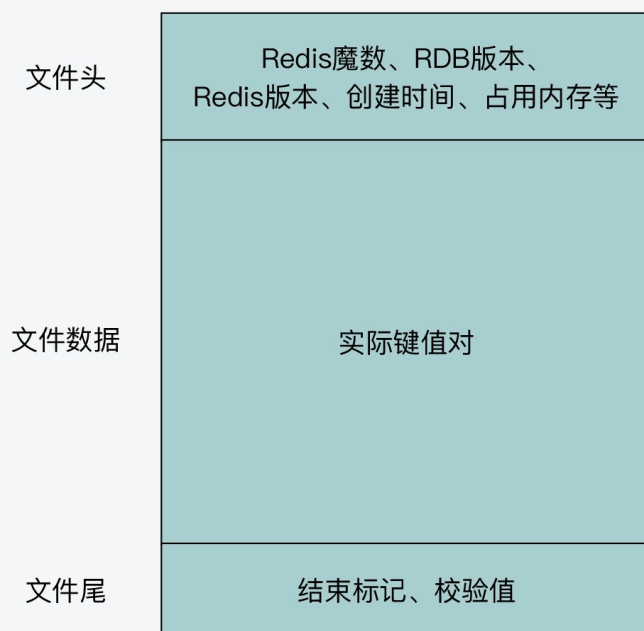 文件头
Redis魔数、RDB版本、
Redis版本、创建时间、占用内存等
文件数据
实际键值对
文件尾
结束标记、校验值